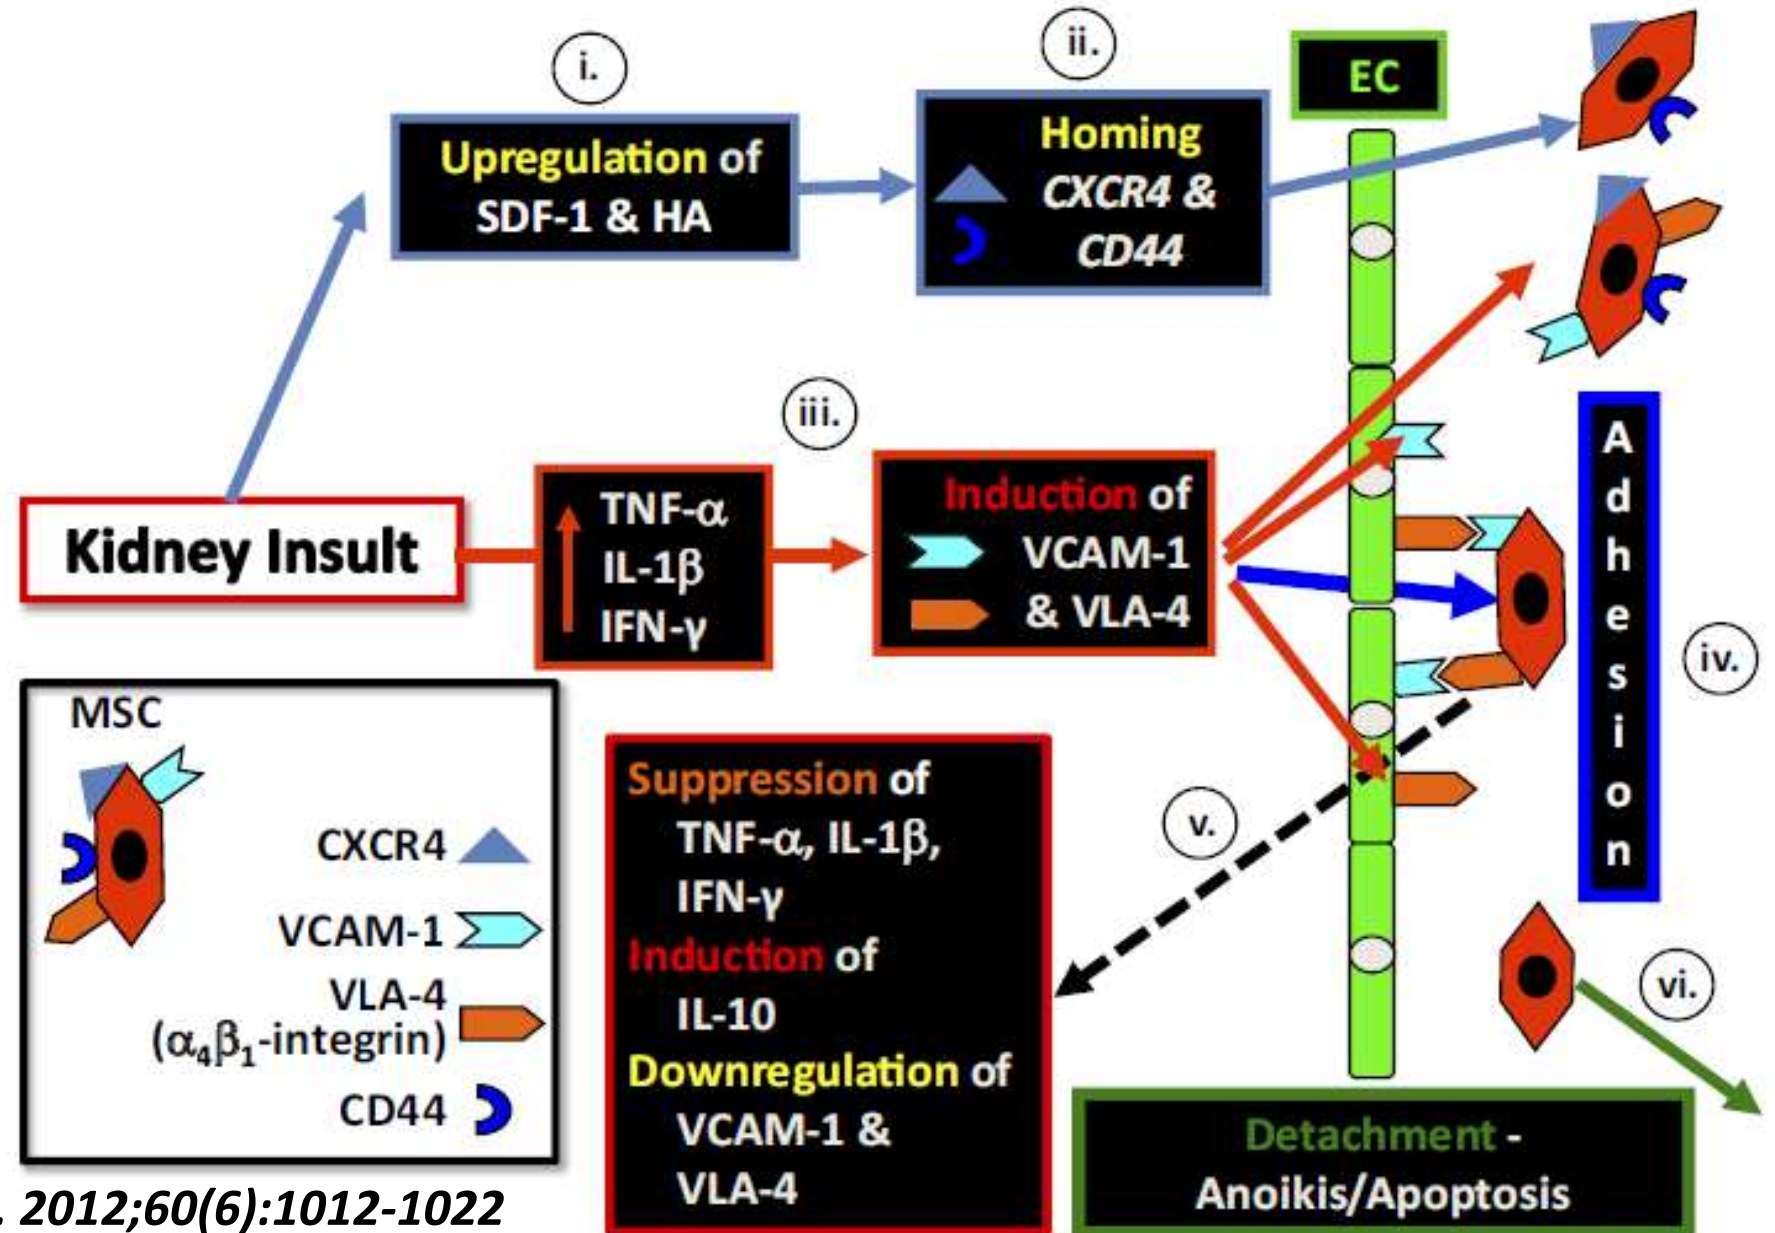 i.
Upregulation of
SDF-1 & HA
ii.
Homing
CXCR4 &
CD44
EC
Kidney Insult
iii.
TNF-α
IL-1β
IFN-γ
Induction of
VCAM-1
& VLA-4
Adhesion
iv.
MSC
CXCR4
VCAM-1
VLA-4
(α4β1-integrin)
CD44
Suppression of
TNF-α, IL-1β,
IFN-γ
Induction of
IL-10
Downregulation of
VCAM-1 &
VLA-4
v.
vi.
Detachment -
Anoikis/Apoptosis
. 2012;60(6):1012-1022